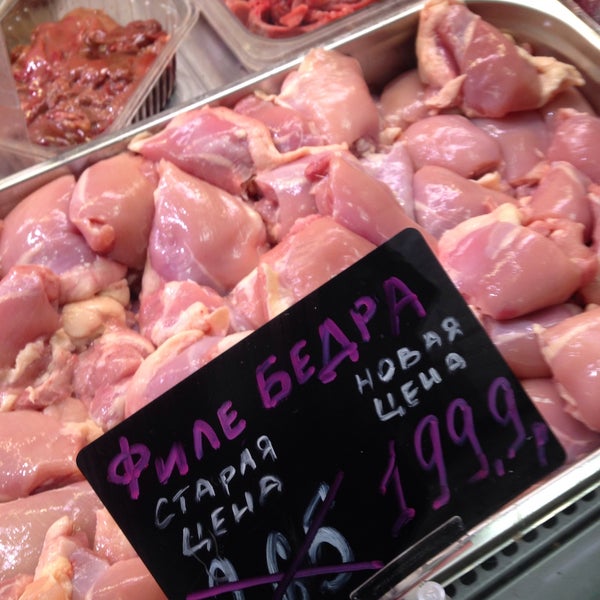 ФИЛЕ БЕДРА
СТАРАЯ
ЦЕНА
НОВАЯ
ЦЕНА
199,9р